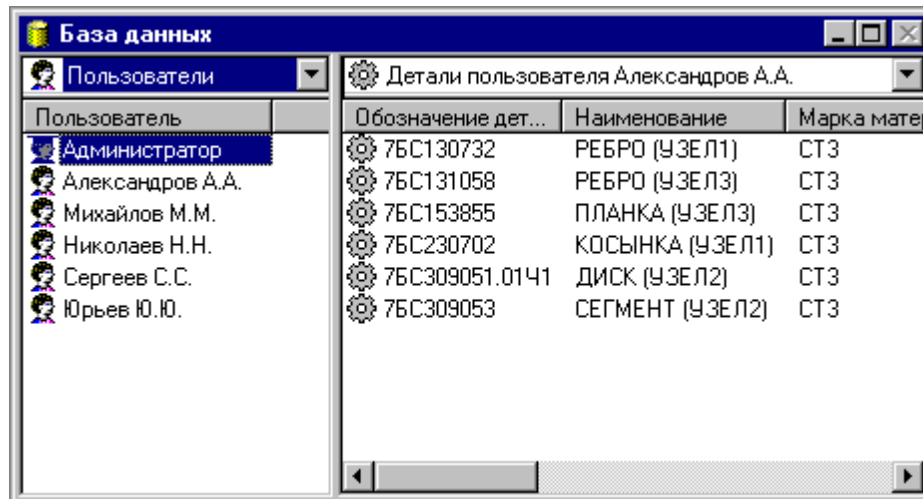 База данных
Пользователи
Детали пользователя Александров А.А.
Пользователь
Администратор
Александров А.А.
Михайлов М.М.
Николаев Н.Н.
Сергеев С.С.
Юрьев Ю.Ю.
Обозначение дет... Наименование Марка мате
7БС130732 РЕБРО (УЗЕЛ1) СТ3
7БС131058 РЕБРО (УЗЕЛ3) СТ3
7БС153855 ПЛАНКА (УЗЕЛ3) СТ3
7БС230702 КОСЫНКА (УЗЕЛ1) СТ3
7БС309051.01Ч1 ДИСК (УЗЕЛ2) СТ3
7БС309053 СЕГМЕНТ (УЗЕЛ2) СТ3